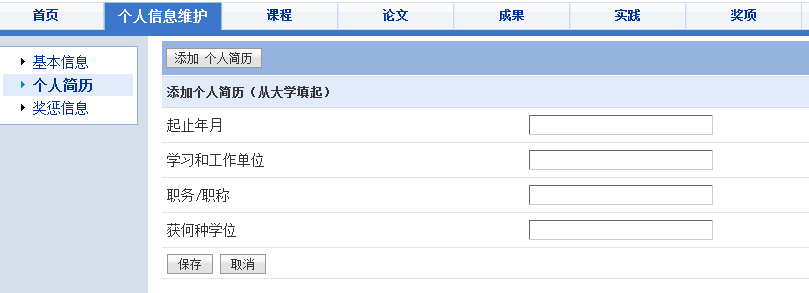 首页 个人信息维护 课程 论文 成果 实践 奖项
基本信息
个人简历
奖惩信息
添加 个人简历
添加个人简历（从大学填起）
起止年月
学习和工作单位
职务/职称
获何种学位
保存 取消